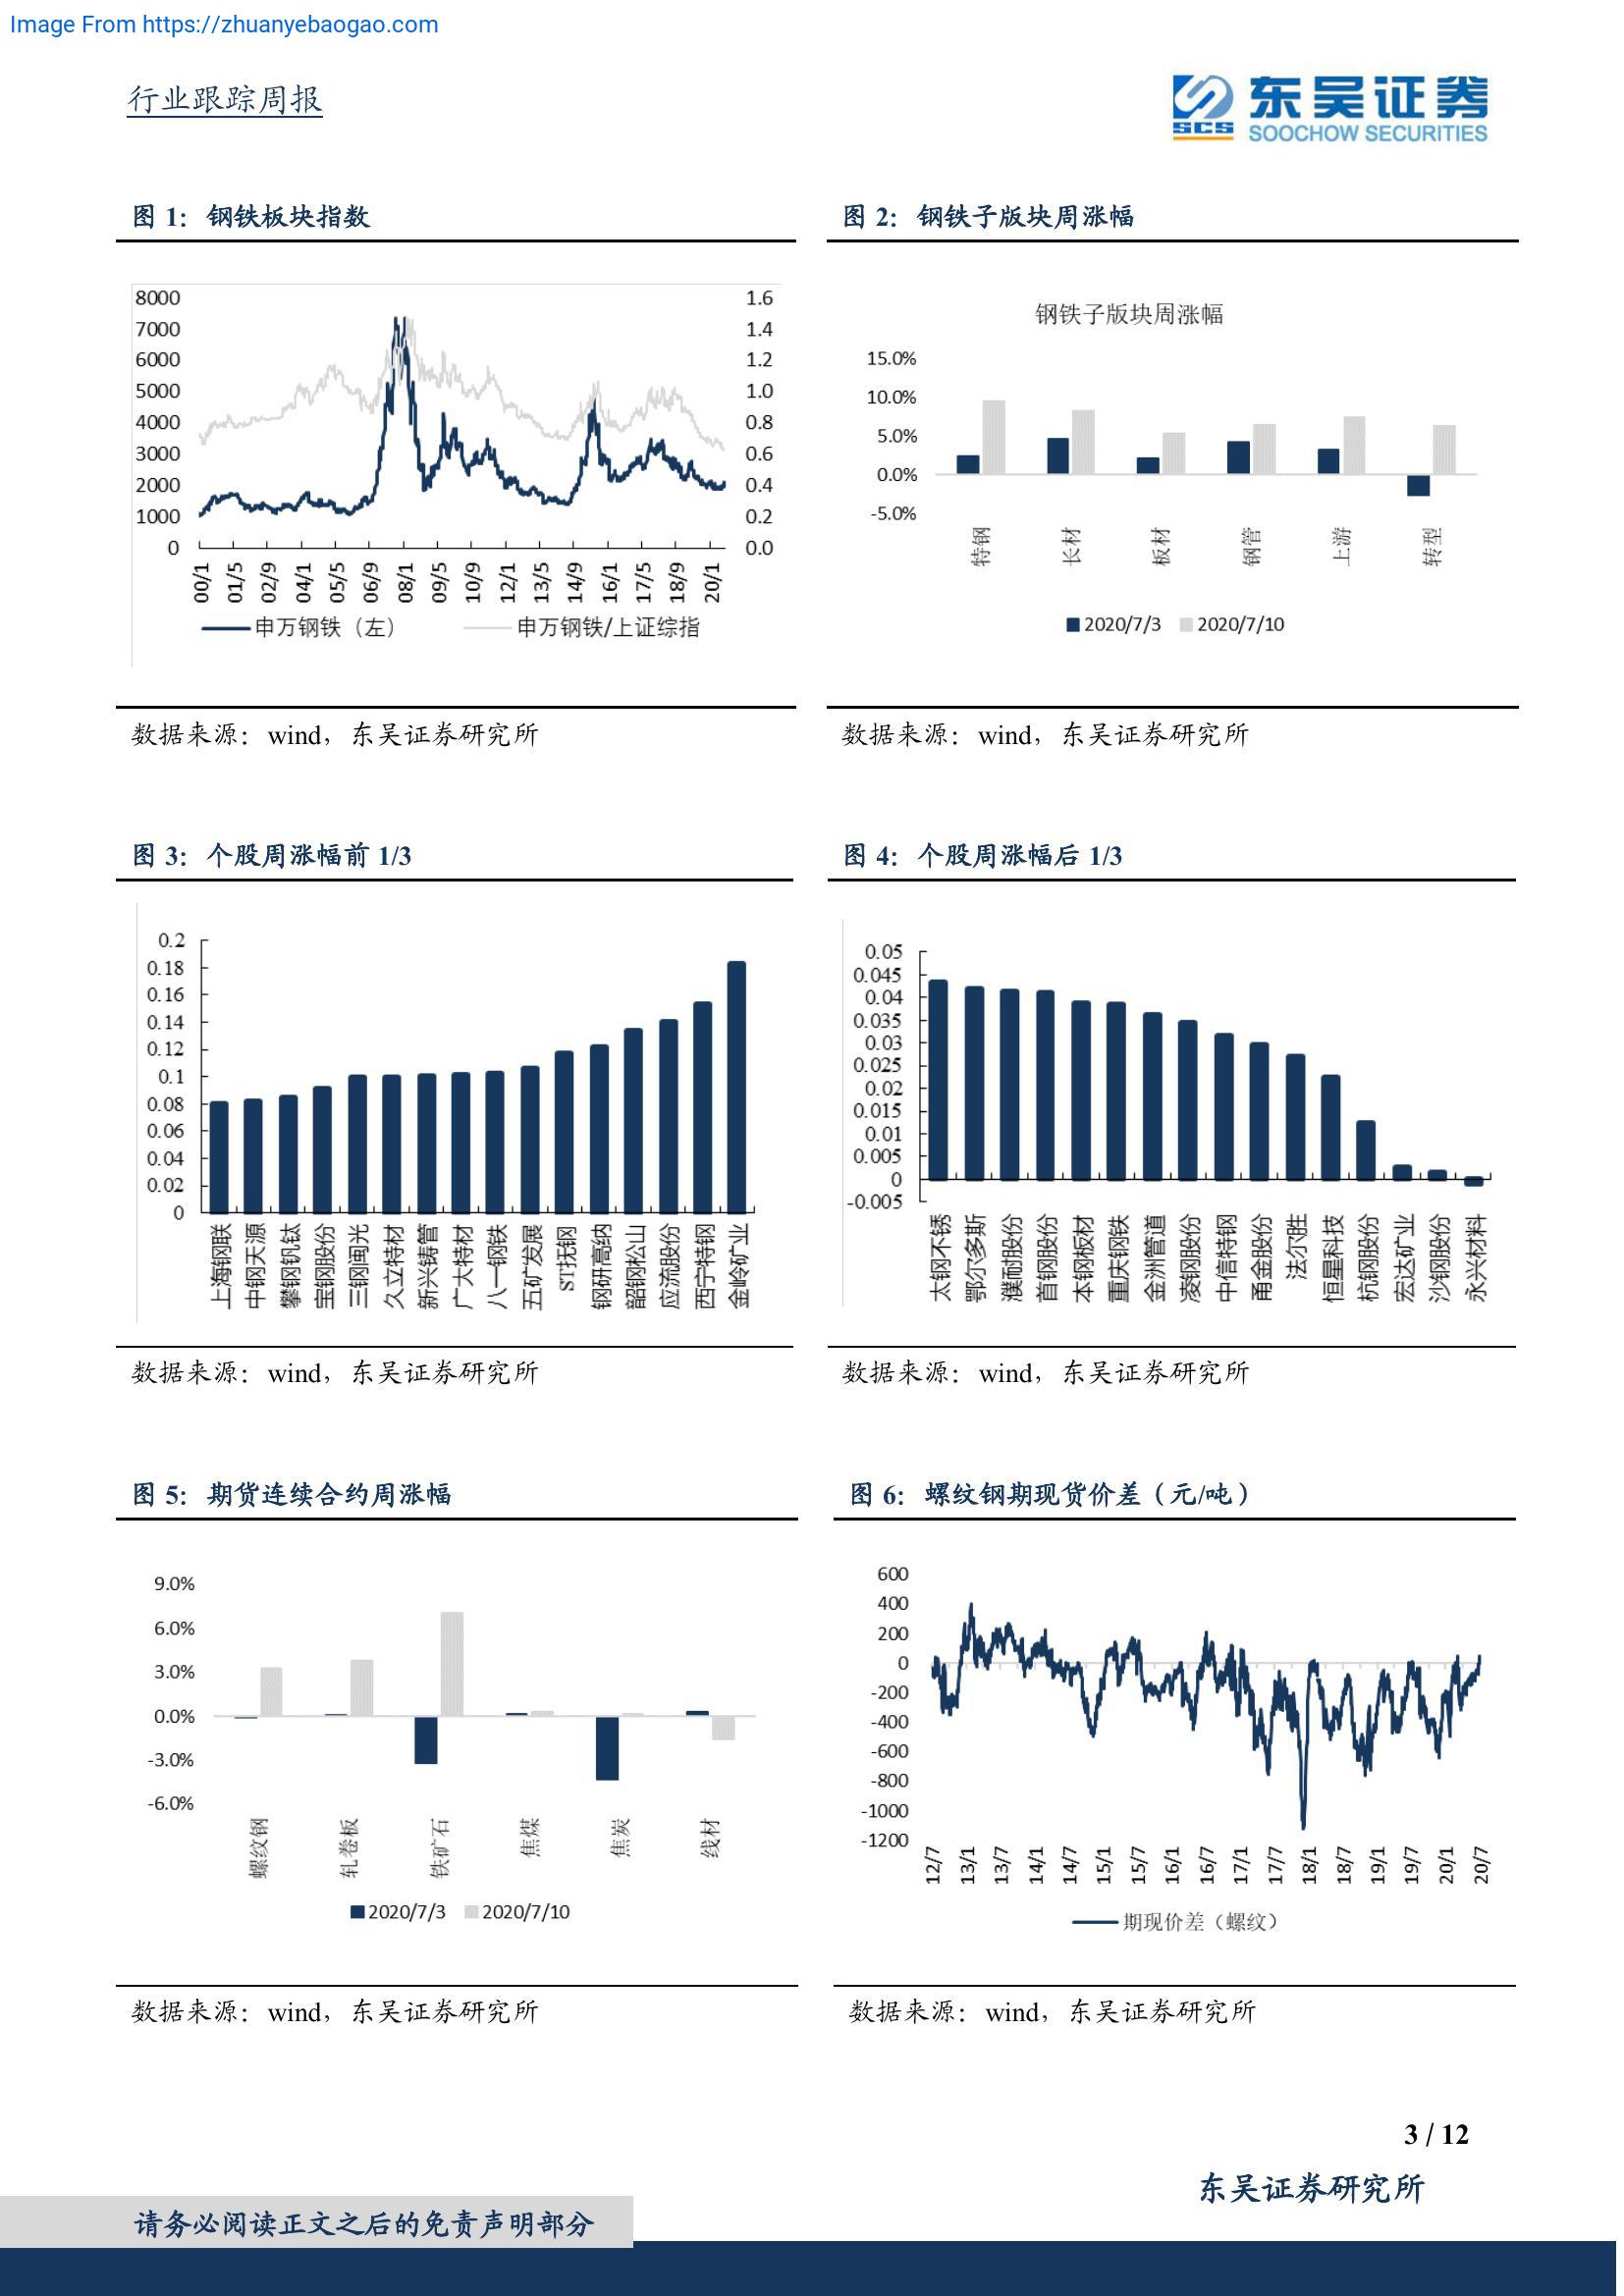 Image From https://zhuanyebaogao.com
行业跟踪周报
东吴证券
SCS
SOOCHOW SECURITIES
图 1： 钢铁板块指数
8000
7000
6000
5000
4000
3000
2000
1000
0
1.6
1.4
1.2
1.0
0.8
0.6
0.4
0.2
0.0
00/1 01/5 02/9 04/1 05/5 06/9 08/1 09/5 10/9 12/1 13/5 14/9 16/1 17/5 18/9 20/1
申万钢铁（左） 申万钢铁/上证综指
数据来源：wind，东吴证券研究所
图 2： 钢铁子版块周涨幅
钢铁子版块周涨幅
15.0%
10.0%
5.0%
0.0%
-5.0%
特钢 长材 板材 钢管 上游 转型
2020/7/3 2020/7/10
数据来源：wind，东吴证券研究所
图 3： 个股周涨幅前 1/3
0.2
0.18
0.16
0.14
0.12
0.1
0.08
0.06
0.04
0.02
0
上海钢联 中钢天源 攀钢钒钛 宝钢股份 三钢闽光 久立特材 新兴铸管 广大特材 八一钢铁 五矿发展 ST抚钢 钢研高纳 韶钢松山 应流股份 西宁特钢 金岭矿业
数据来源：wind，东吴证券研究所
图 4： 个股周涨幅后 1/3
0.05
0.045
0.04
0.035
0.03
0.025
0.02
0.015
0.01
0.005
0
-0.005
太钢不锈 鄂尔多斯 濮耐股份 首钢股份 本钢板材 重庆钢铁 金洲管道 凌钢股份 中信特钢 甬金股份 法尔胜 恒星科技 杭钢股份 宏达矿业 沙钢股份 永兴材料
数据来源：wind，东吴证券研究所
图 5： 期货连续合约周涨幅
9.0%
6.0%
3.0%
0.0%
-3.0%
-6.0%
螺纹钢 轧卷板 铁矿石 焦煤 焦炭 线材
2020/7/3 2020/7/10
数据来源：wind，东吴证券研究所
图 6： 螺纹钢期现货价差（元/吨）
600
400
200
0
-200
-400
-600
-800
-1000
-1200
12/7 13/1 13/7 14/1 14/7 15/1 15/7 16/1 16/7 17/1 17/7 18/1 18/7 19/1 19/7 20/1 20/7
期现价差（螺纹）
数据来源：wind，东吴证券研究所
3 / 12
东吴证券研究所
请务必阅读正文之后的免责声明部分